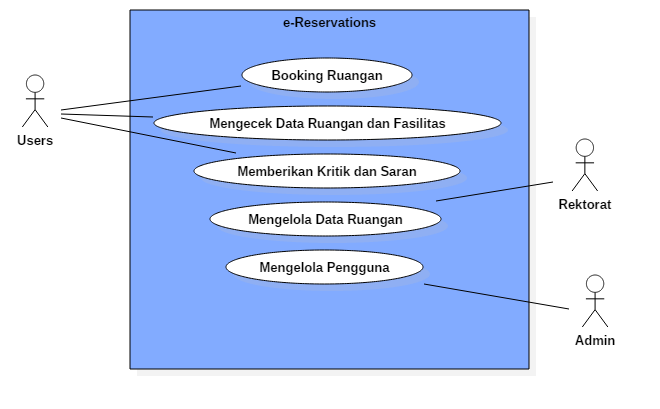 e-Reservations
Booking Ruangan
Users
Mengecek Data Ruangan dan Fasilitas
Memberikan Kritik dan Saran
Rektorat
Mengelola Data Ruangan
Mengelola Pengguna
Admin